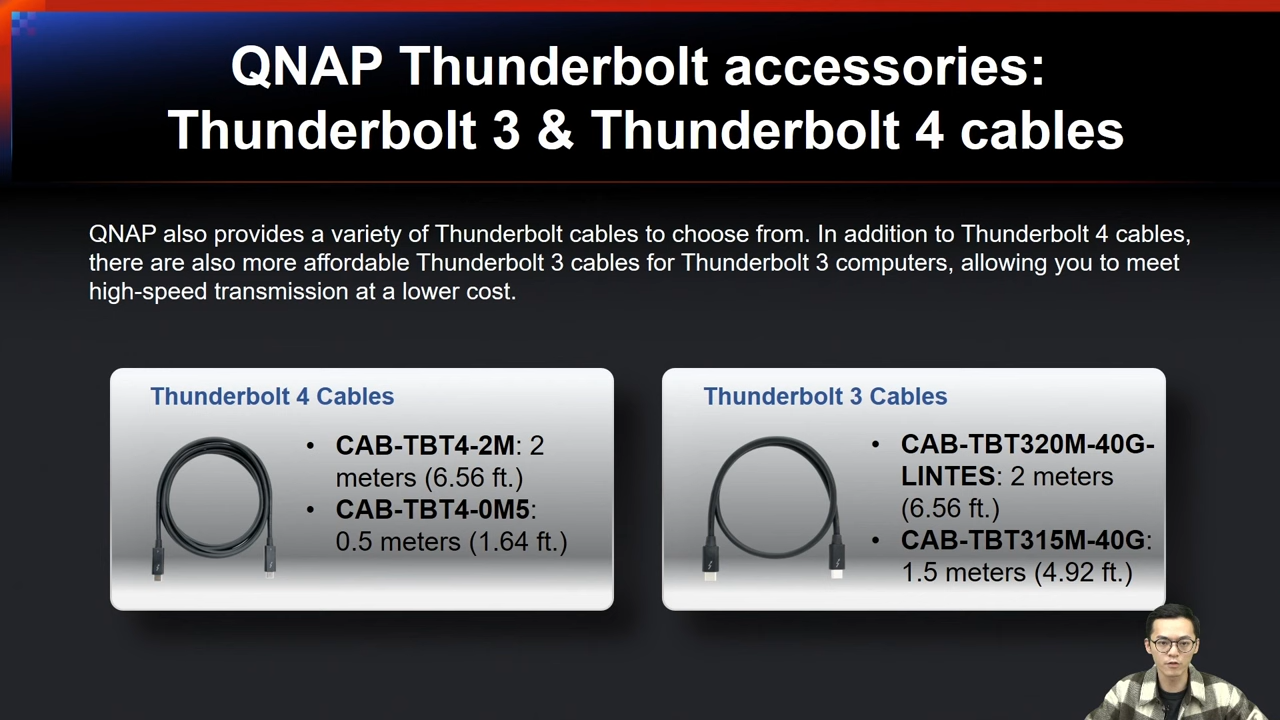 QNAP Thunderbolt accessories:
Thunderbolt 3 & Thunderbolt 4 cables
QNAP also provides a variety of Thunderbolt cables to choose from. In addition to Thunderbolt 4 cables,
there are also more affordable Thunderbolt 3 cables for Thunderbolt 3 computers, allowing you to meet
high-speed transmission at a lower cost.
Thunderbolt 4 Cables
• CAB-TBT4-2M: 2
meters (6.56 ft.)
• CAB-TBT4-0M5:
0.5 meters (1.64 ft.)
Thunderbolt 3 Cables
• CAB-TBT320M-40G-
LINTES: 2 meters
(6.56 ft.)
• CAB-TBT315M-40G:
1.5 meters (4.92 ft.)